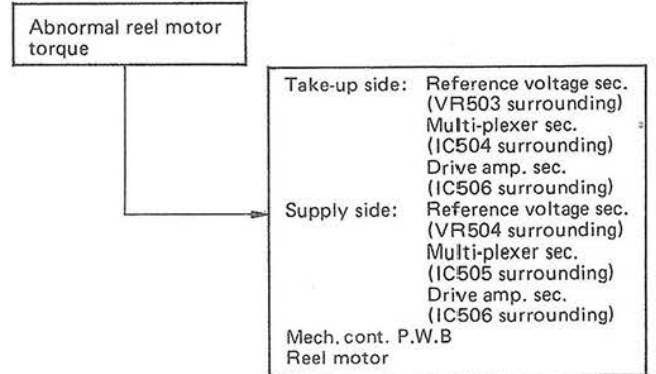 Abnormal reel motor
torque
Take-up side: Reference voltage sec.
(VR503 surrounding)
Multi-plexer sec.
(IC504 surrounding)
Drive amp. sec.
(IC506 surrounding)
Supply side: Reference voltage sec.
(VR504 surrounding)
Multi-plexer sec.
(IC505 surrounding)
Drive amp. sec.
(IC506 surrounding)
Mech. cont. P.W.B
Reel motor